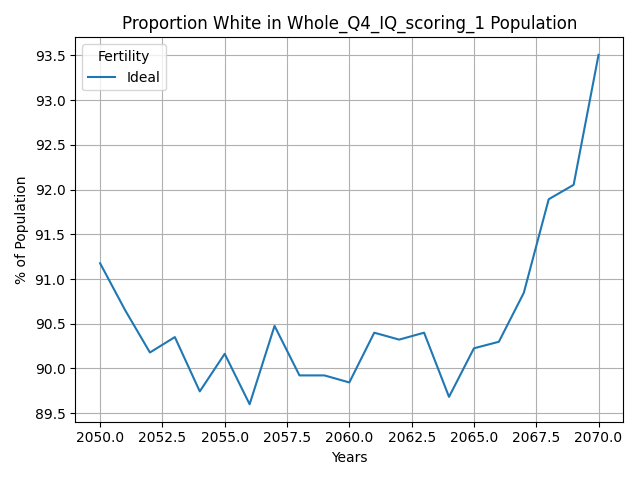 Proportion White in Whole_Q4_IQ_scoring_1 Population
Fertility
Ideal
93.5
93.0
92.5
92.0
91.5
91.0
90.5
90.0
89.5
% of Population
2050.0 2052.5 2055.0 2057.5 2060.0 2062.5 2065.0 2067.5 2070.0
Years